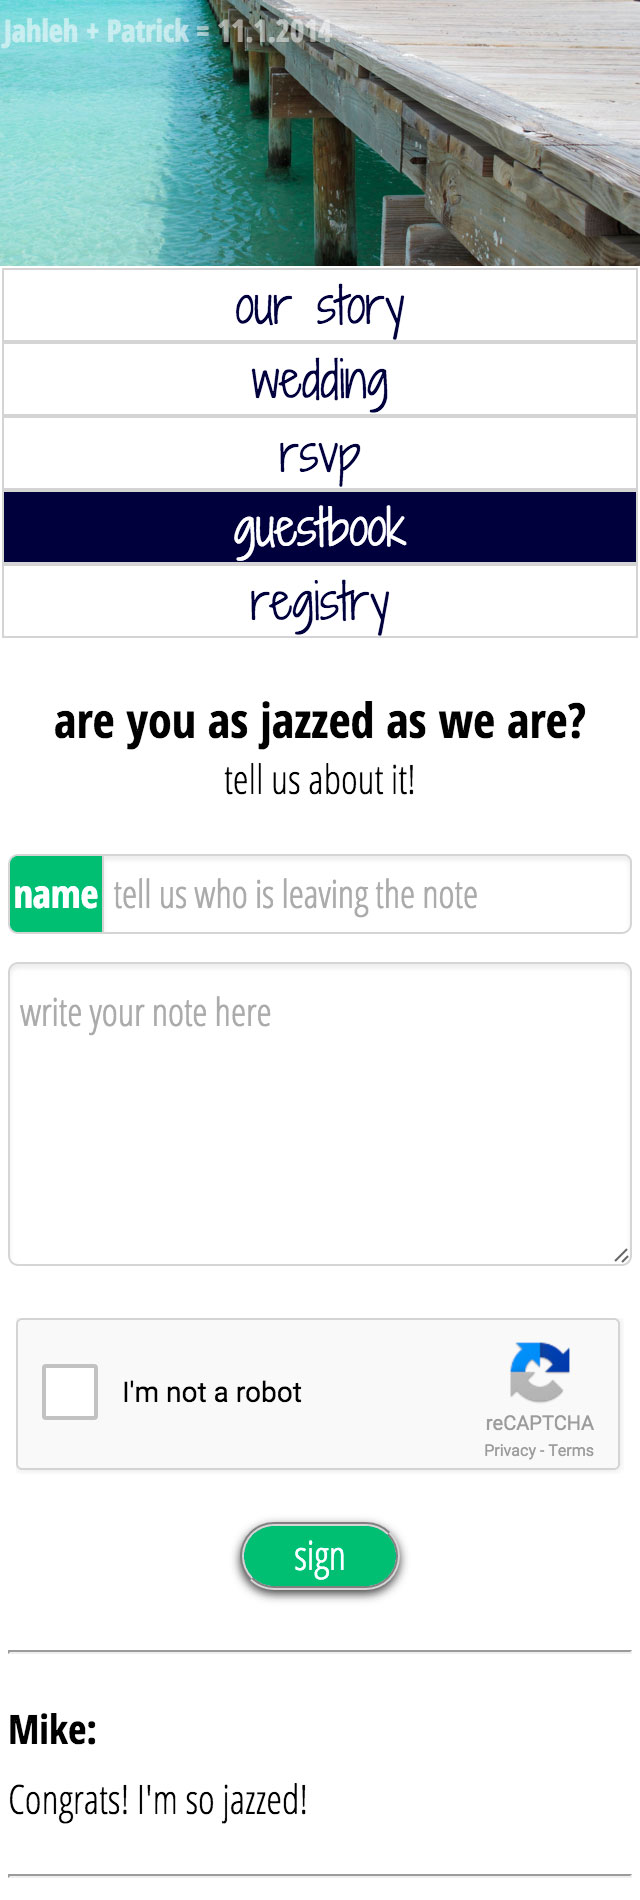 Jahleh + Patrick = 11.1.2014
our story
wedding
rsvp
guestbook
registry
are you as jazzed as we are?
tell us about it!
name tell us who is leaving the note
write your note here
I'm not a robot
reCAPTCHA
Privacy - Terms
sign
Mike:
Congrats! I'm so jazzed!